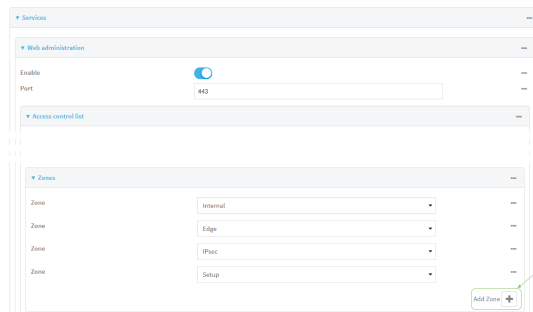 Services
Web administration
Enable
Port 443
Access control list
Zones
Zone Internal
Zone Edge
Zone IPsec
Zone Setup
Add Zone